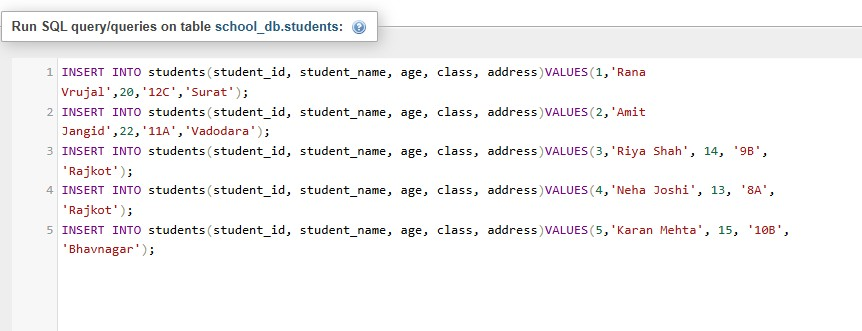 Run SQL query/queries on table school_db.students:
1 INSERT INTO students(student_id, student_name, age, class, address)VALUES(1,'Rana
Vrujal',20,'12C','Surat');
2 INSERT INTO students(student_id, student_name, age, class, address)VALUES(2,'Amit
Jangid',22,'11A','Vadodara');
3 INSERT INTO students(student_id, student_name, age, class, address)VALUES(3,'Riya Shah', 14, '9B',
'Rajkot');
4 INSERT INTO students(student_id, student_name, age, class, address)VALUES(4,'Neha Joshi', 13, '8A',
'Rajkot');
5 INSERT INTO students(student_id, student_name, age, class, address)VALUES(5,'Karan Mehta', 15, '10B',
'Bhavnagar');